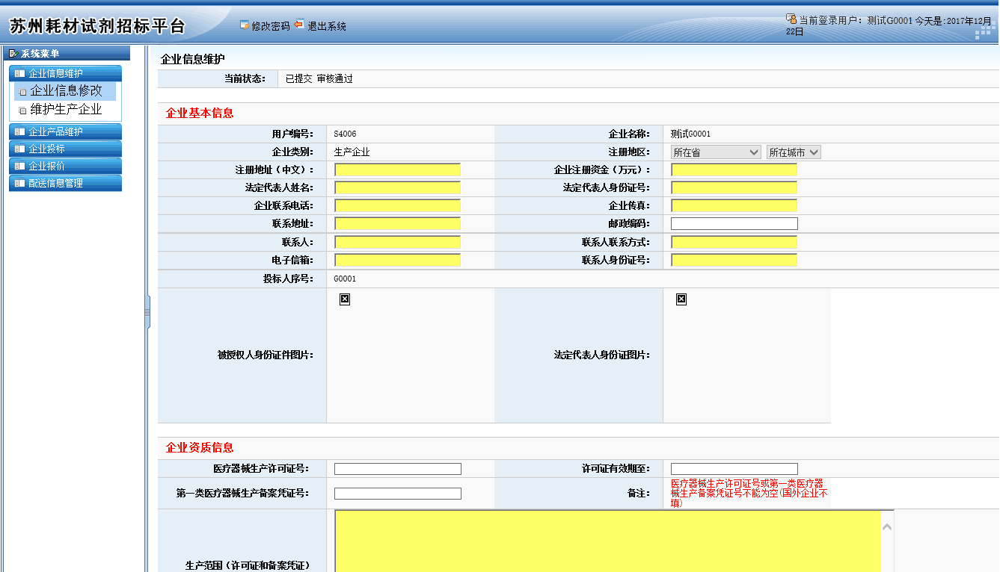 苏州耗材试剂招标平台
修改密码 退出系统
当前登录用户：测试G0001 今天是:2017年12月
22日
系统菜单
企业信息维护
企业信息修改
维护生产企业
企业产品维护
企业投标
企业报价
配送信息管理
企业信息维护
当前状态： 已提交 审核通过
企业基本信息
用户编号： S4006 企业名称： 测试G0001
企业类别： 生产企业 注册地区： 所在省 所在城市
注册地址（中文）： 企业注册资金（万元）：
法定代表人姓名： 法定代表人身份证号：
企业联系电话： 企业传真：
联系地址： 邮政编码：
联系人： 联系人联系方式：
电子信箱： 联系人身份证号：
投标人序号： G0001
被授权人身份证件图片： 法定代表人身份证图片：
企业资质信息
医疗器械生产许可证号： 许可证有效期至：
第一类医疗器械生产备案凭证号： 备注： 医疗器械生产许可证号或第一类医疗器
械生产备案凭证号不能为空(国外企业不
填)
生产范围（许可证和备案凭证）